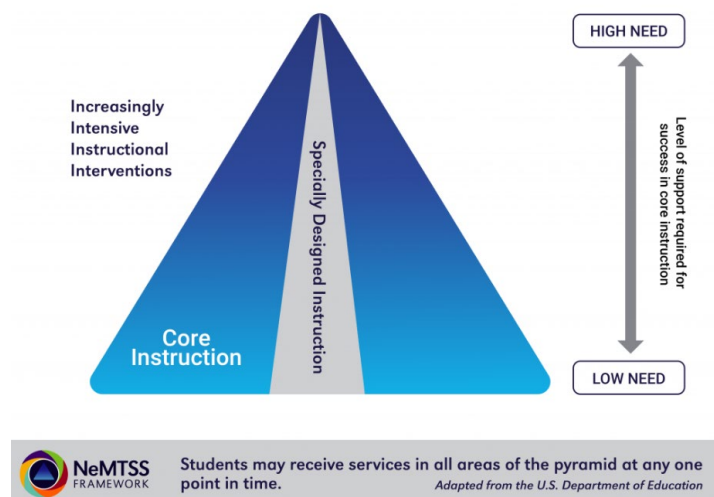 HIGH NEED
Increasingly
Intensive
Instructional
Interventions
Specially Designed Instruction
Level of support required for
success in core instruction
Core
Instruction
LOW NEED
NeMTSS
FRAMEWORK
Students may receive services in all areas of the pyramid at any one
point in time.
Adapted from the U.S. Department of Education